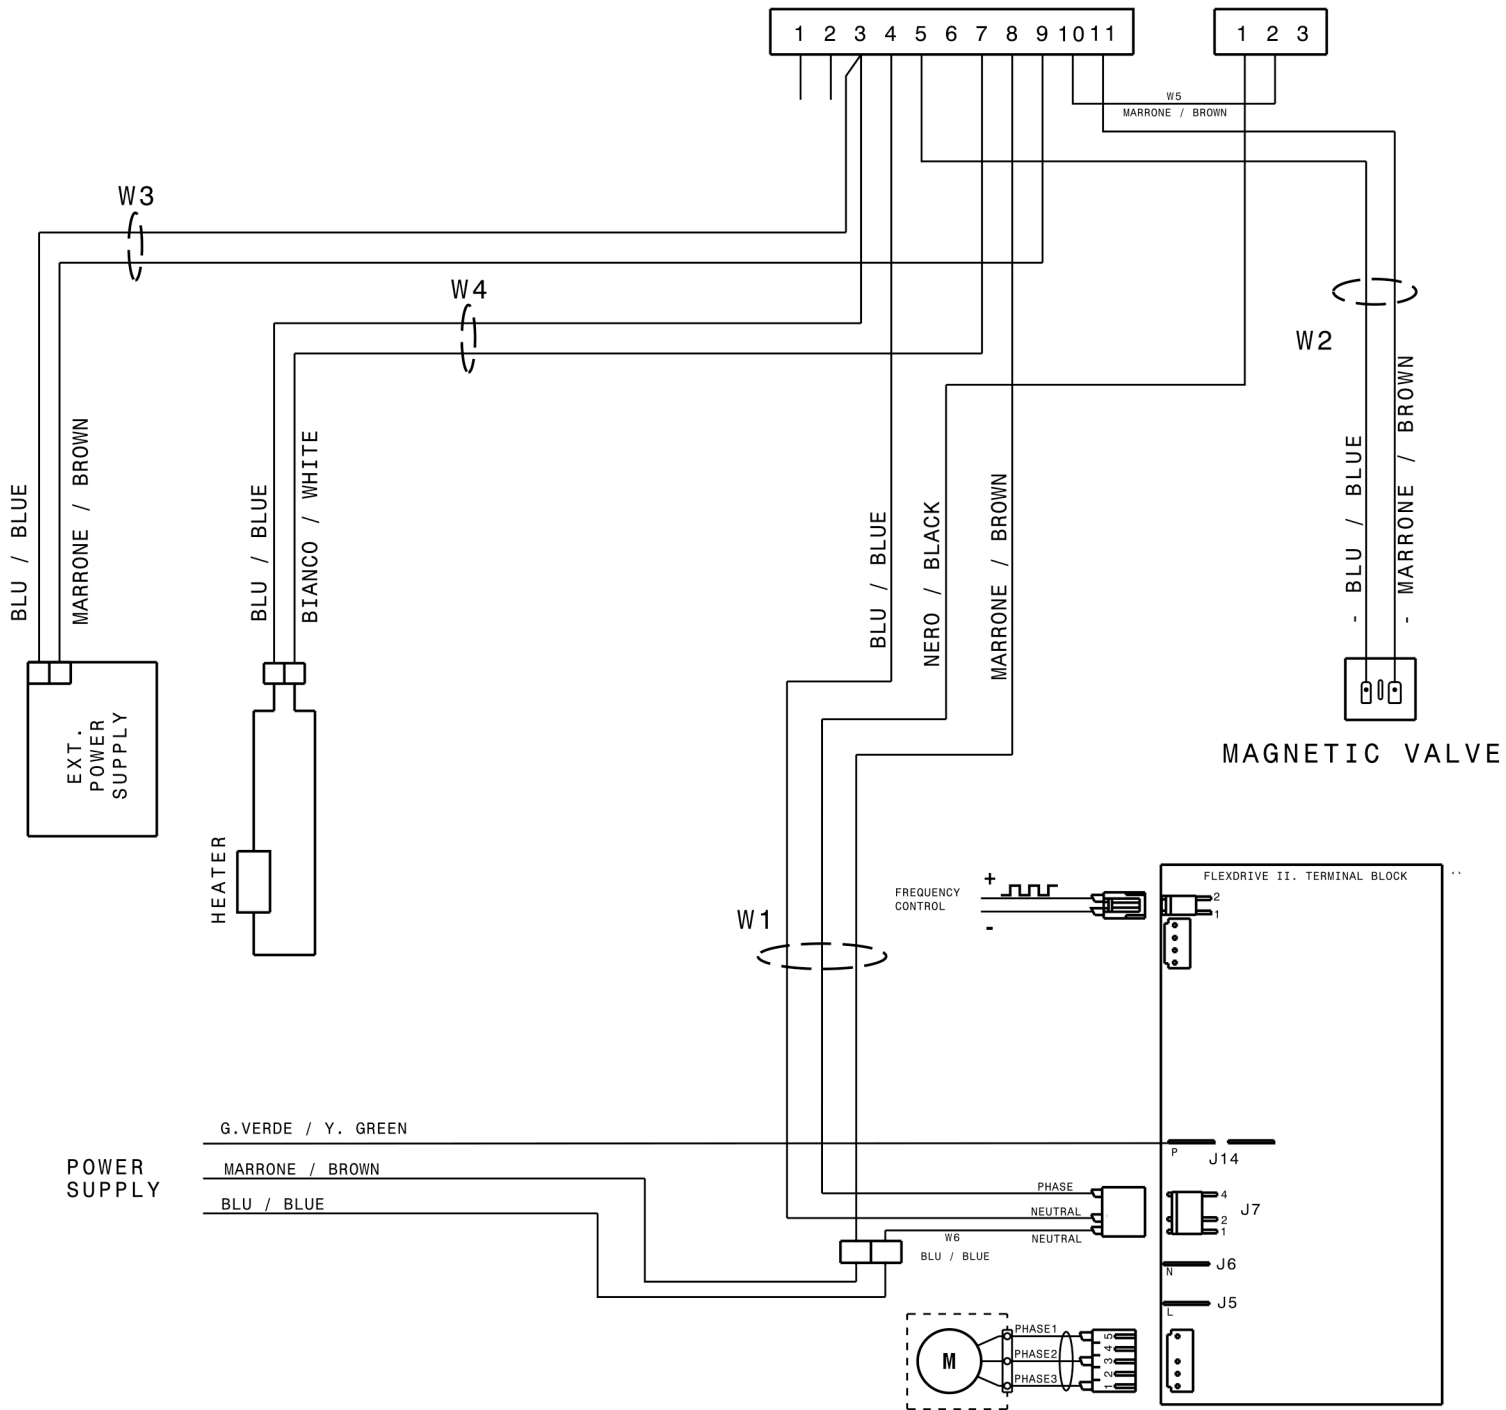 1 2 3 4 5 6 7 8 9 10 11
1 2 3
W5
MARRONE / BROWN
W3
W4
W2
BLU / BLUE
MARRONE / BROWN
BLU / BLUE
BIANCO / WHITE
BLU / BLUE
NERO / BLACK
MARRONE / BROWN
- BLU / BLUE
- MARRONE / BROWN
EXT.
POWER
SUPPLY
HEATER
MAGNETIC VALVE
W1
FREQUENCY
CONTROL
+
-
FLEXDRIVE II. TERMINAL BLOCK
2
1
G.VERDE / Y. GREEN
POWER
SUPPLY
MARRONE / BROWN
BLU / BLUE
P
J14
PHASE
NEUTRAL
NEUTRAL
W6
BLU / BLUE
4
2
1
J7
N
J6
L
J5
M
PHASE1
PHASE2
PHASE3
5
4
3
2
1